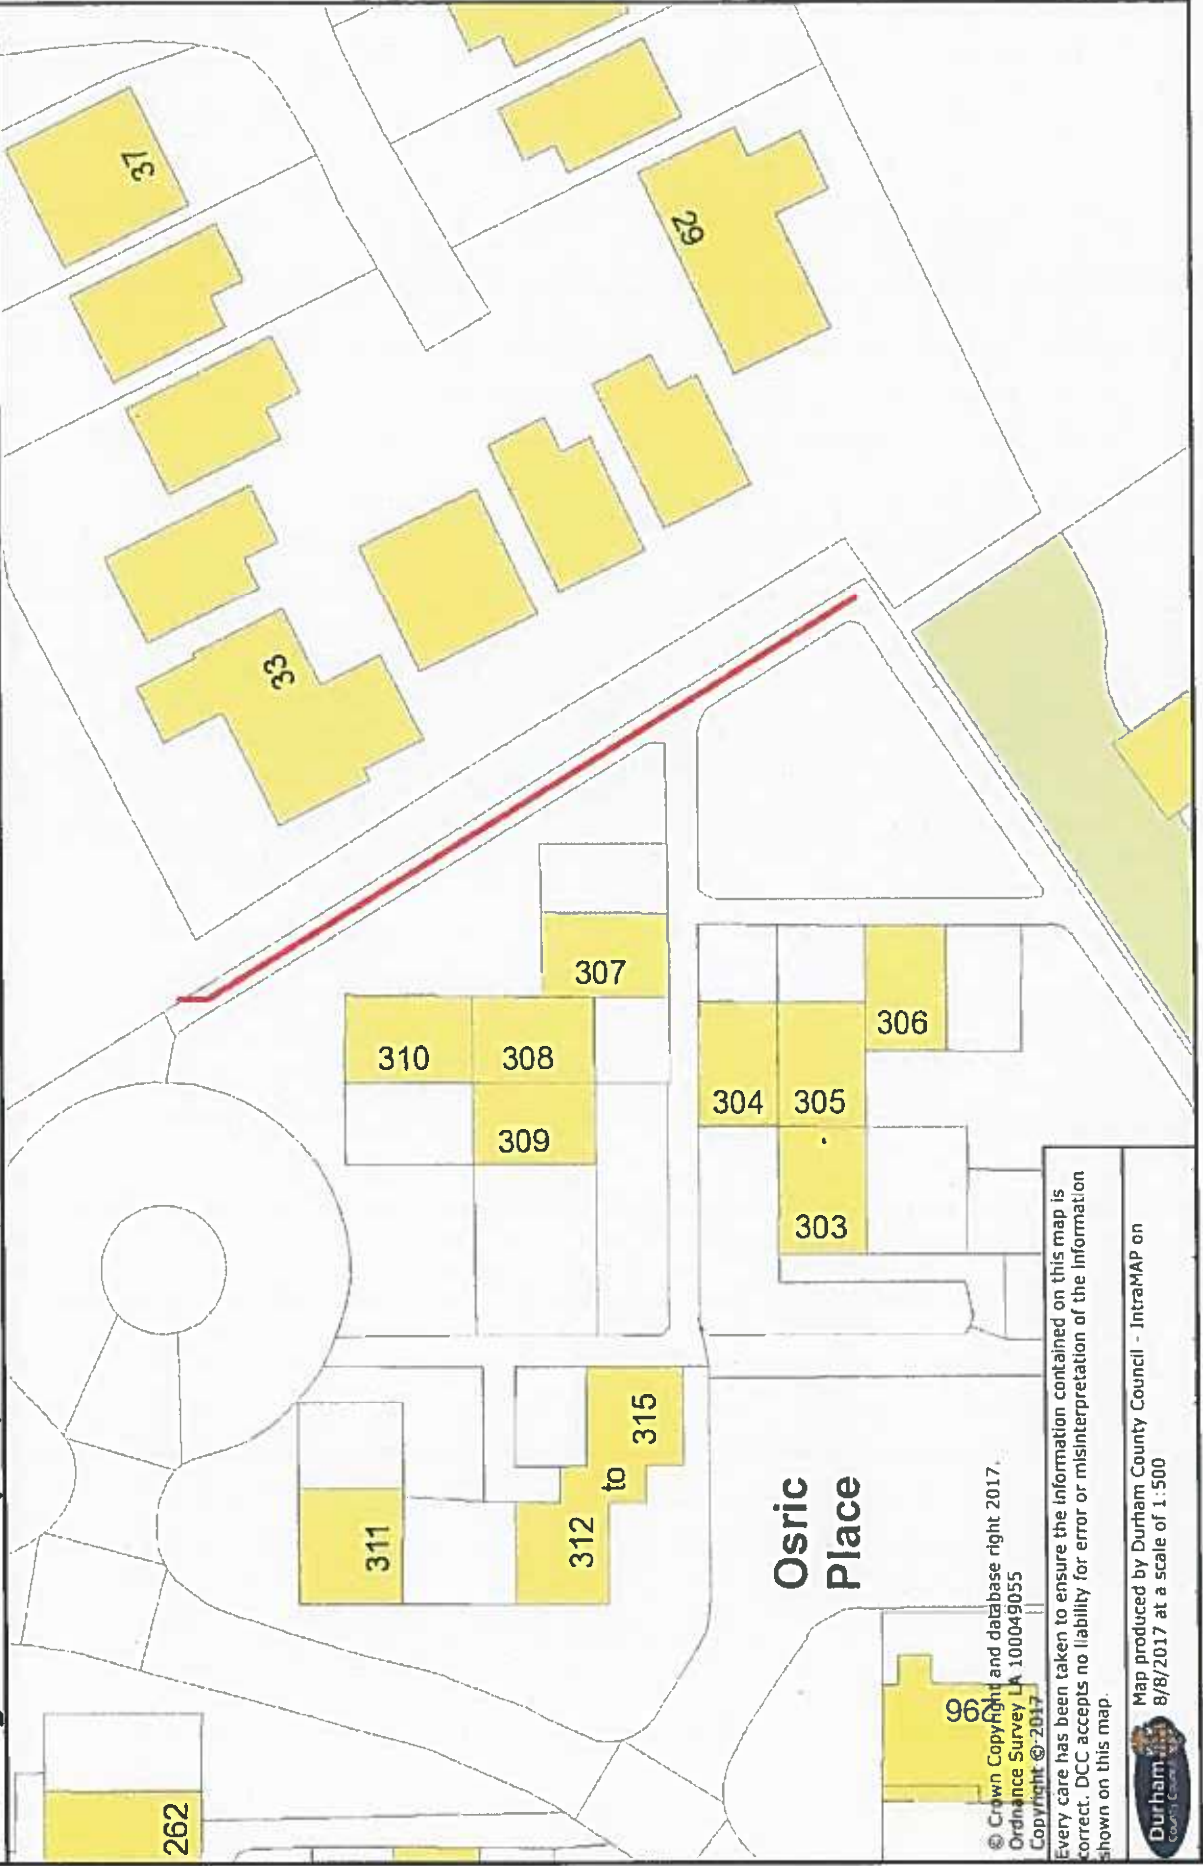 37
29
33
307
310
308
309
306
304
305
303
311
312
to
315
Osric
Place
262
296
© Crown Copyright and database right 2017.
Ordnance Survey LA 100049055
Copyright © 2017
Every care has been taken to ensure the information contained on this map is
correct. DCC accepts no liability for error or misinterpretation of the information
shown on this map.
Durham
County Council
Map produced by Durham County Council - IntraMAP on
8/8/2017 at a scale of 1:500